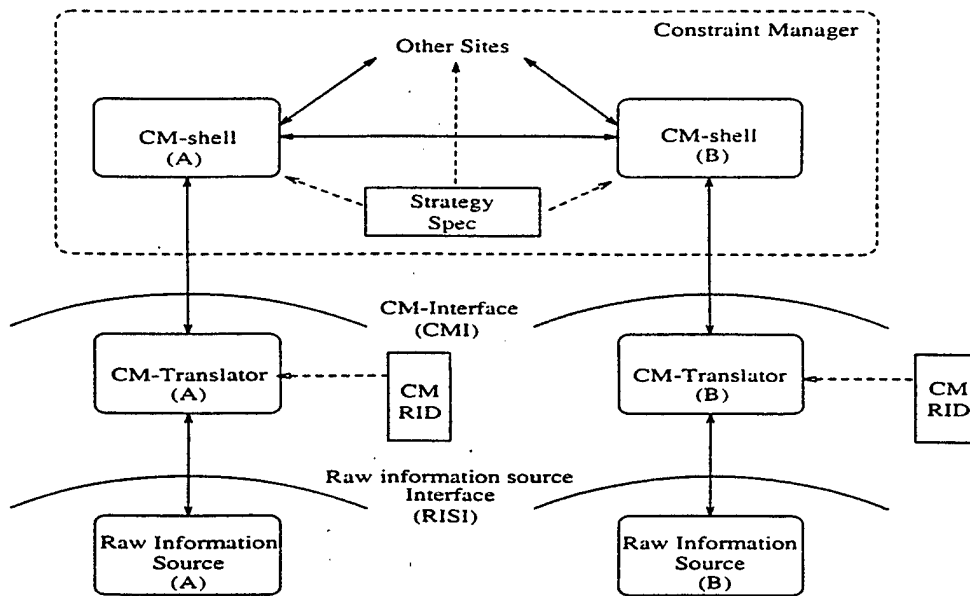 Constraint Manager
Other Sites
CM-shell
(A)
CM-shell
(B)
Strategy
Spec
CM-Interface
(CMI)
CM-Translator
(A)
CM
RID
CM-Translator
(B)
CM
RID
Raw information source
Interface
(RISI)
Raw Information
Source
(A)
Raw Information
Source
(B)